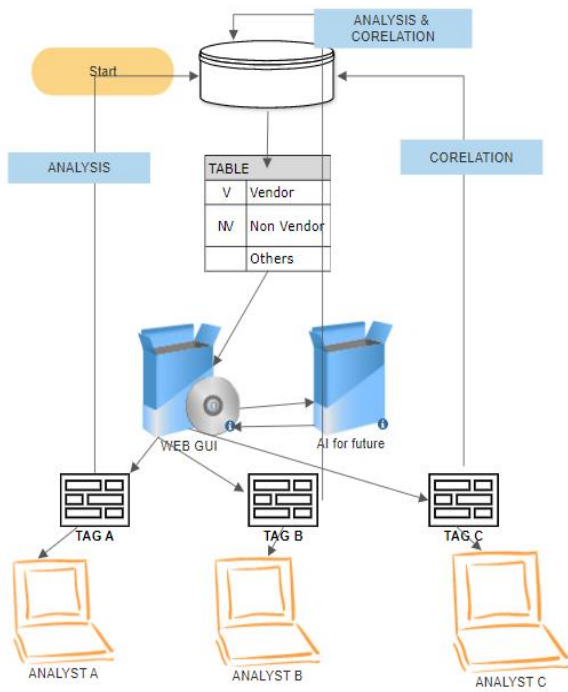 ANALYSIS &
CORELATION
Start
ANALYSIS
CORELATION
TABLE
V Vendor
NV Non Vendor
Others
WEB GUI
AI for future
TAG A
TAG B
TAG C
ANALYST A
ANALYST B
ANALYST C